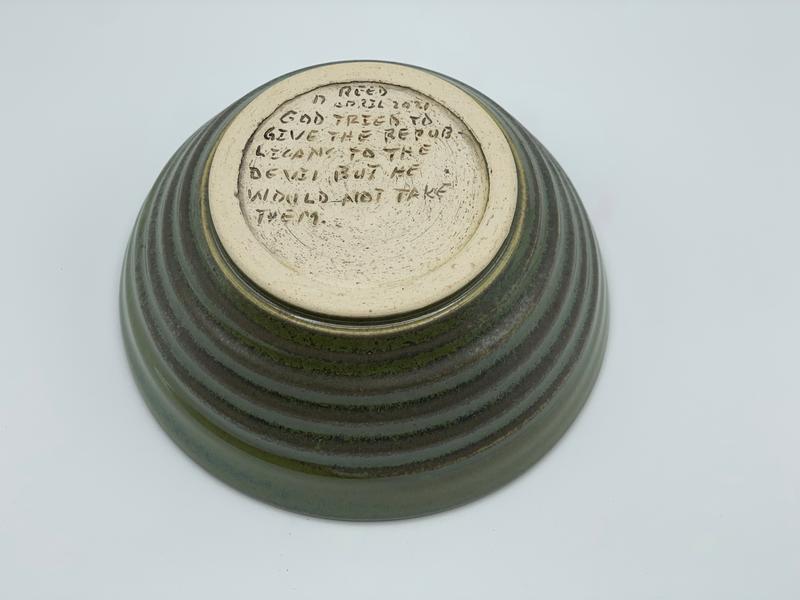 D REED
APRIL 2021
GOD TRIED TO
GIVE THE REPUB-
LICANS TO THE
DEVIL BUT HE
WOULD NOT TAKE
THEM.